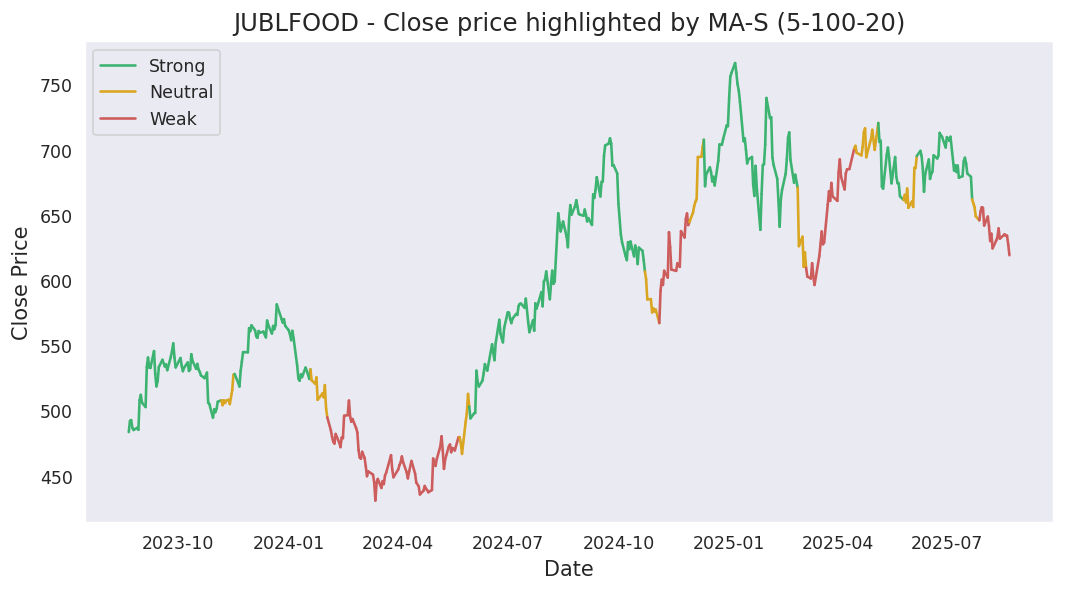 JUBLFOOD - Close price highlighted by MA-S (5-100-20)
Strong
Neutral
Weak
Close Price
750
700
650
600
550
500
450
2023-10
2024-01
2024-04
2024-07
2024-10
2025-01
2025-04
2025-07
Date